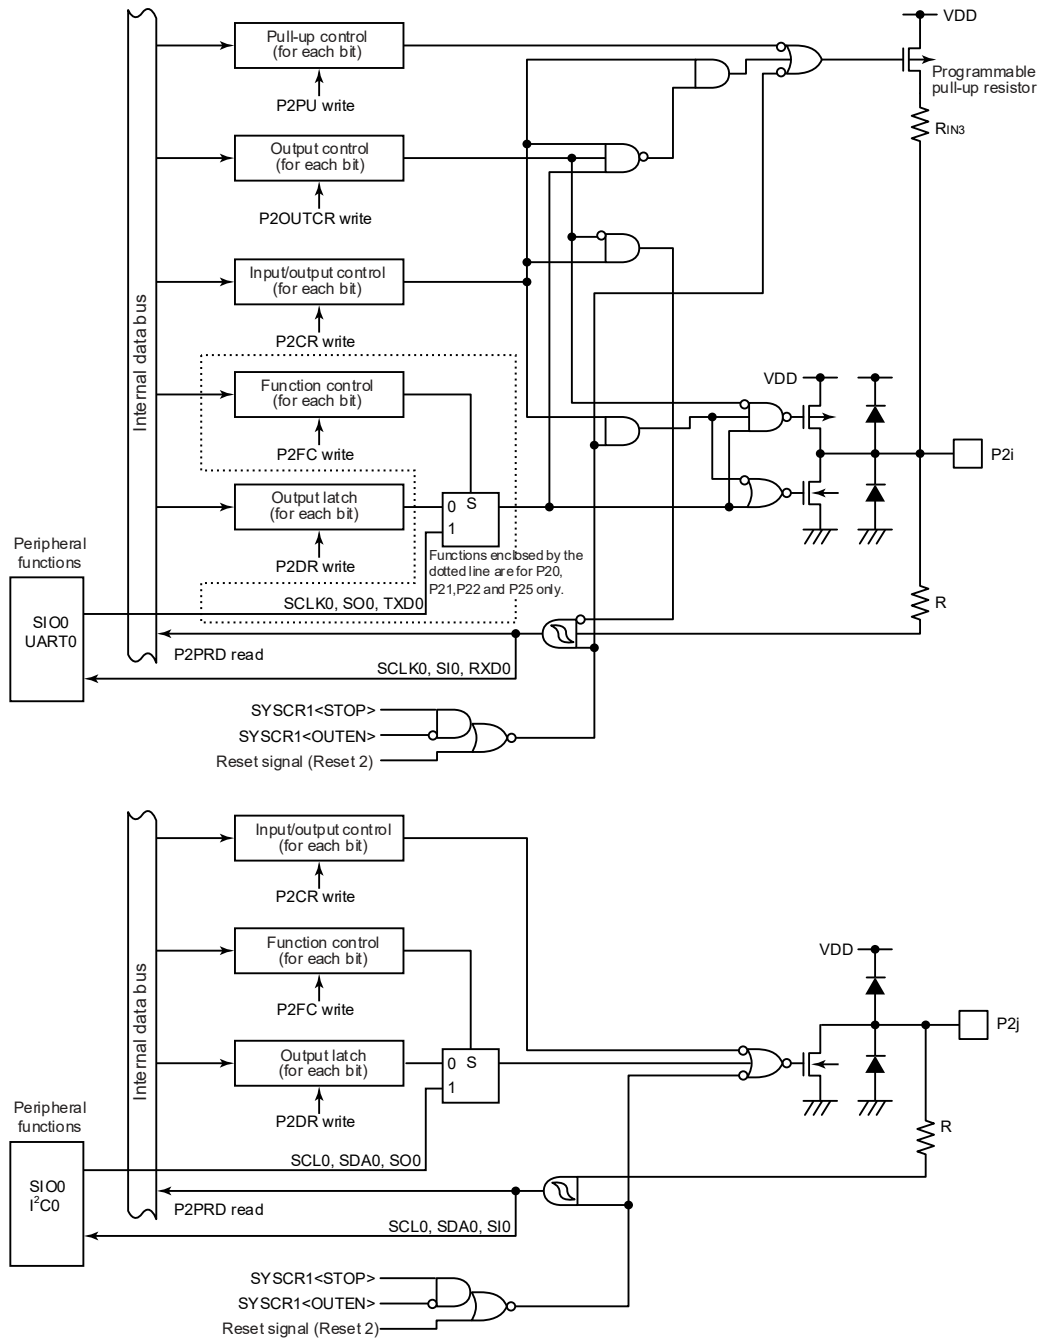 VDD
Pull-up control
(for each bit)
P2PU write
Programmable
pull-up resistor
RIN3
Output control
(for each bit)
P2OUTCR write
Input/output control
(for each bit)
P2CR write
Internal data bus
Function control
(for each bit)
P2FC write
VDD
P2i
Output latch
(for each bit)
P2DR write
0 S
1
Functions enclosed by the
dotted line are for P20,
P21,P22 and P25 only.
Peripheral
functions
SIO0
UART0
SCLK0, SO0, TXD0
R
P2PRD read
SCLK0, SI0, RXD0
SYSCR1<STOP>
SYSCR1<OUTEN>
Reset signal (Reset 2)
Input/output control
(for each bit)
P2CR write
Function control
(for each bit)
P2FC write
Internal data bus
VDD
P2j
Output latch
(for each bit)
P2DR write
0 S
1
Peripheral
functions
SIO0
I2C0
SCL0, SDA0, SO0
R
P2PRD read
SCL0, SDA0, SI0
SYSCR1<STOP>
SYSCR1<OUTEN>
Reset signal (Reset 2)